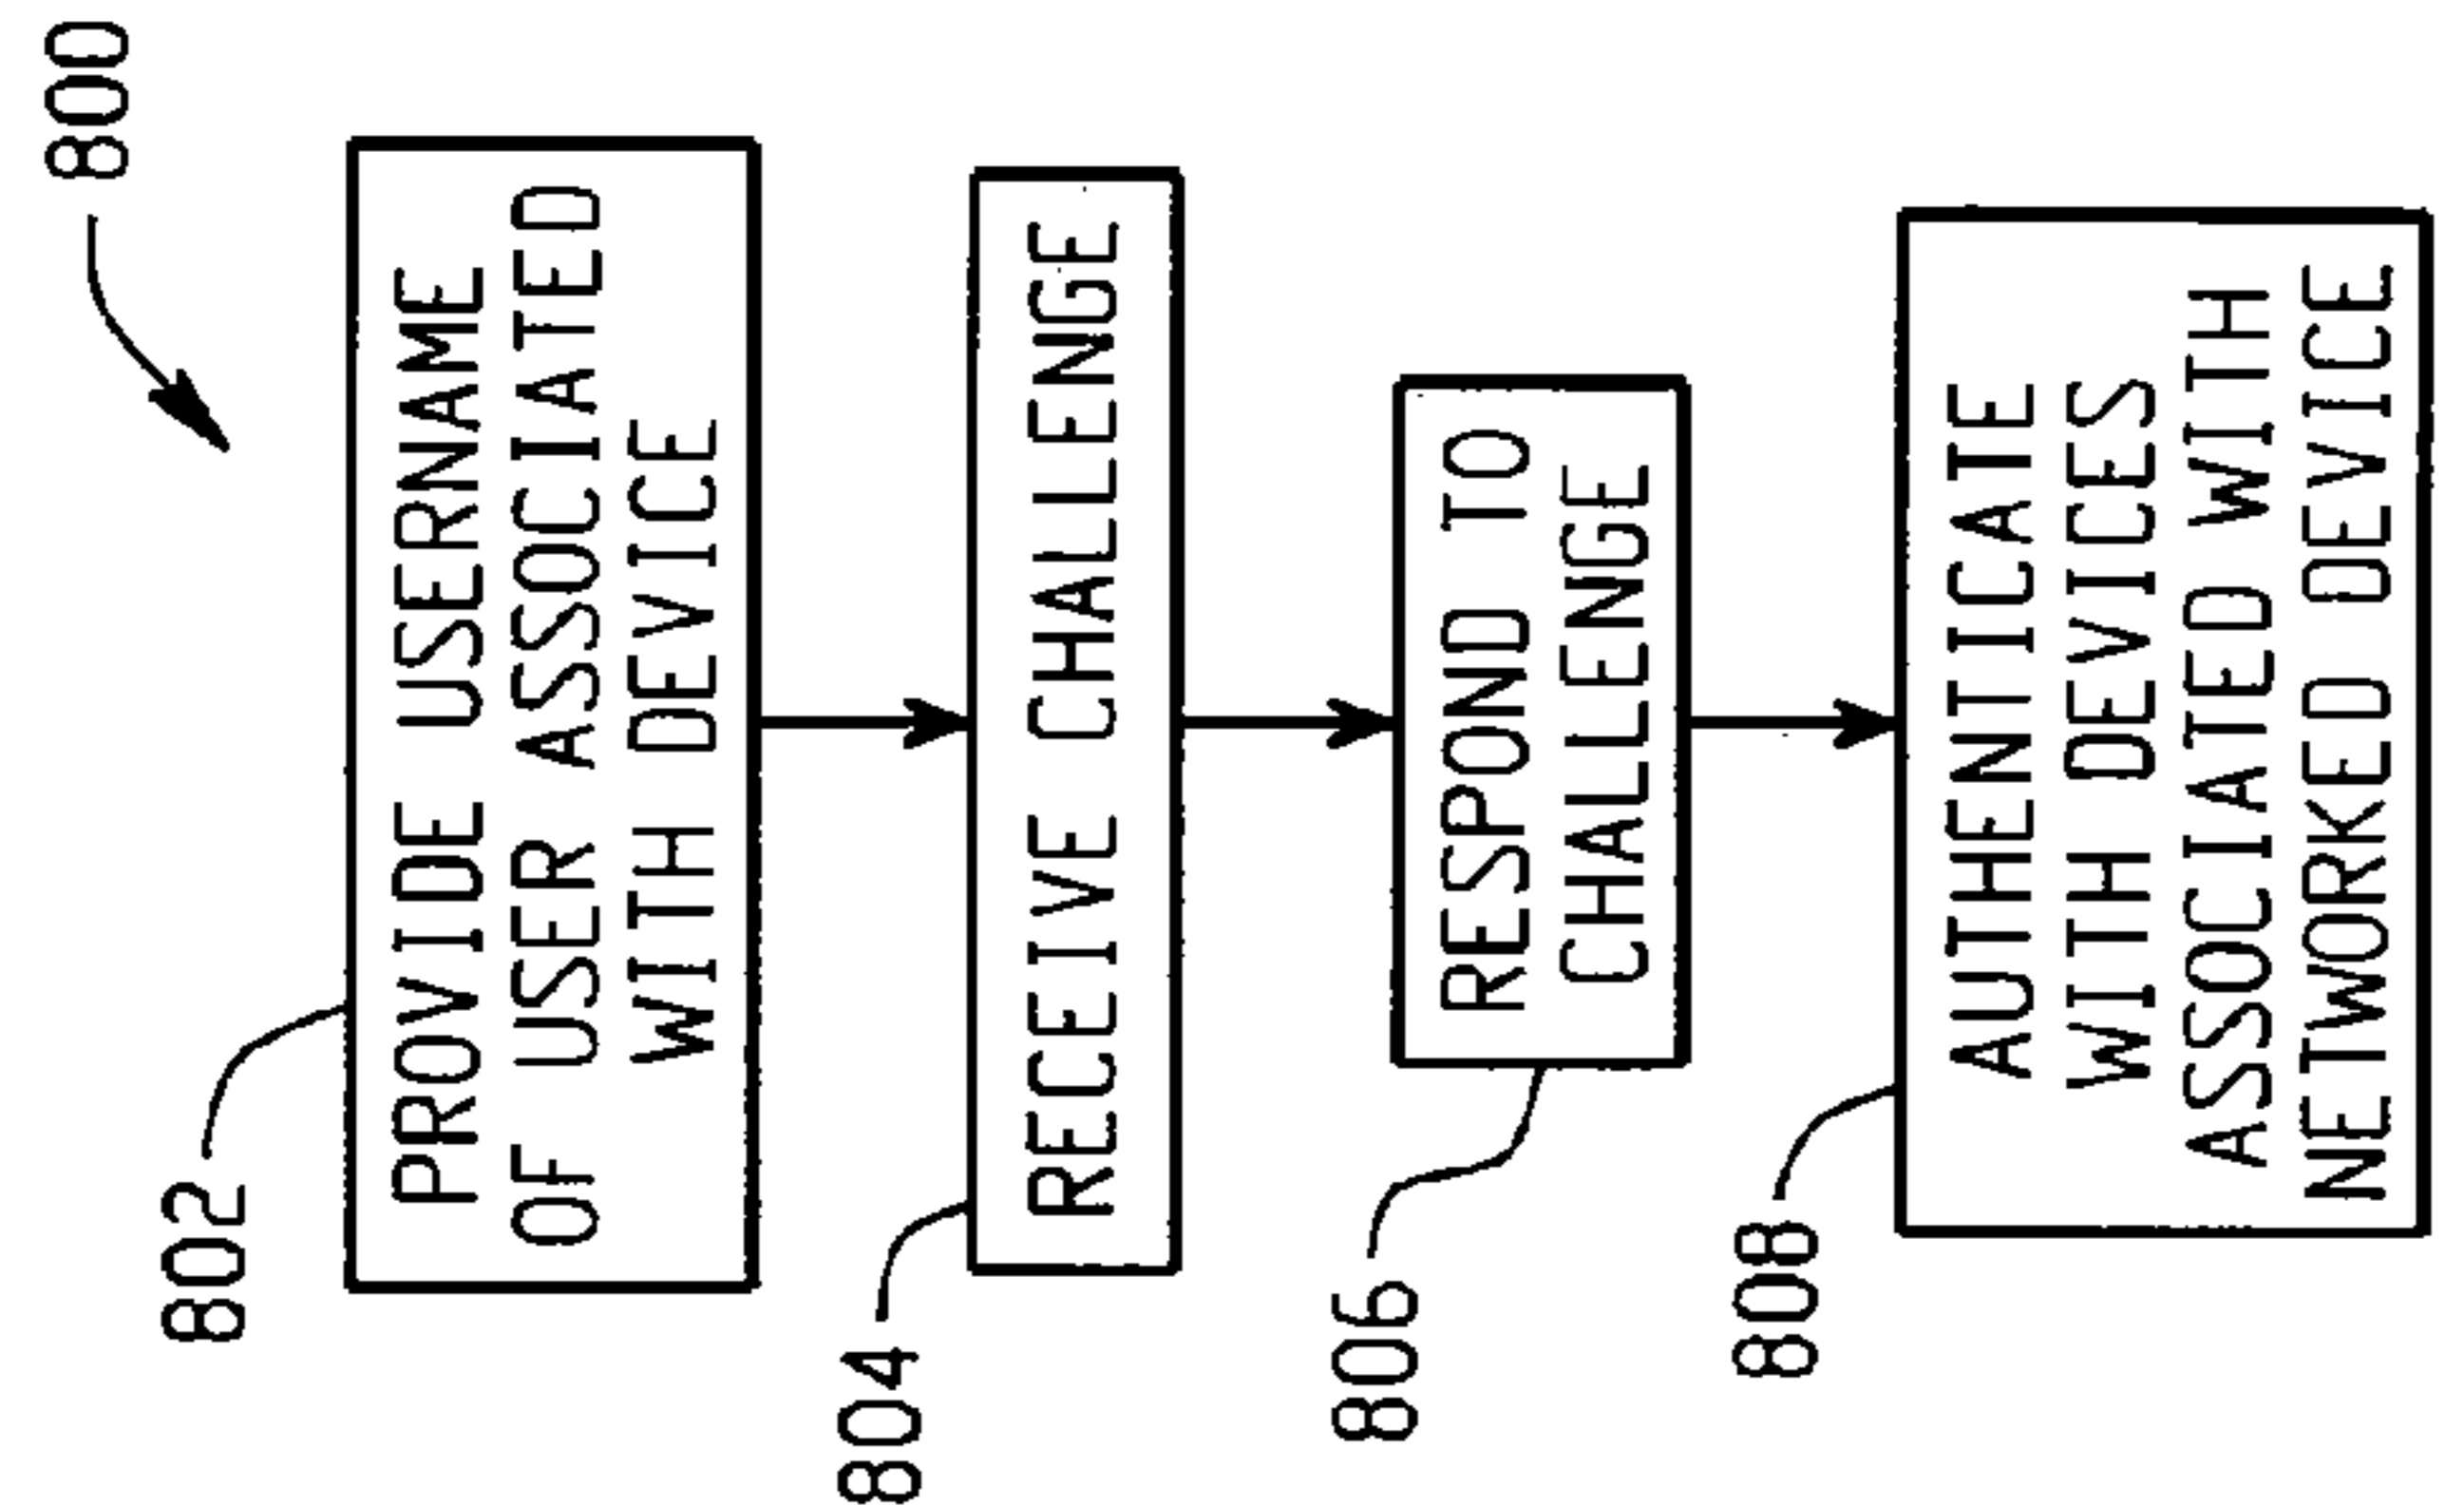 800
802
PROVIDE USERNAME
OF USER ASSOCIATED
WITH DEVICE
804
RECEIVE CHALLENGE
806
RESPOND TO
CHALLENGE
808
AUTHENTICATE
WITH DEVICES
ASSOCIATED WITH
NETWORKED DEVICE